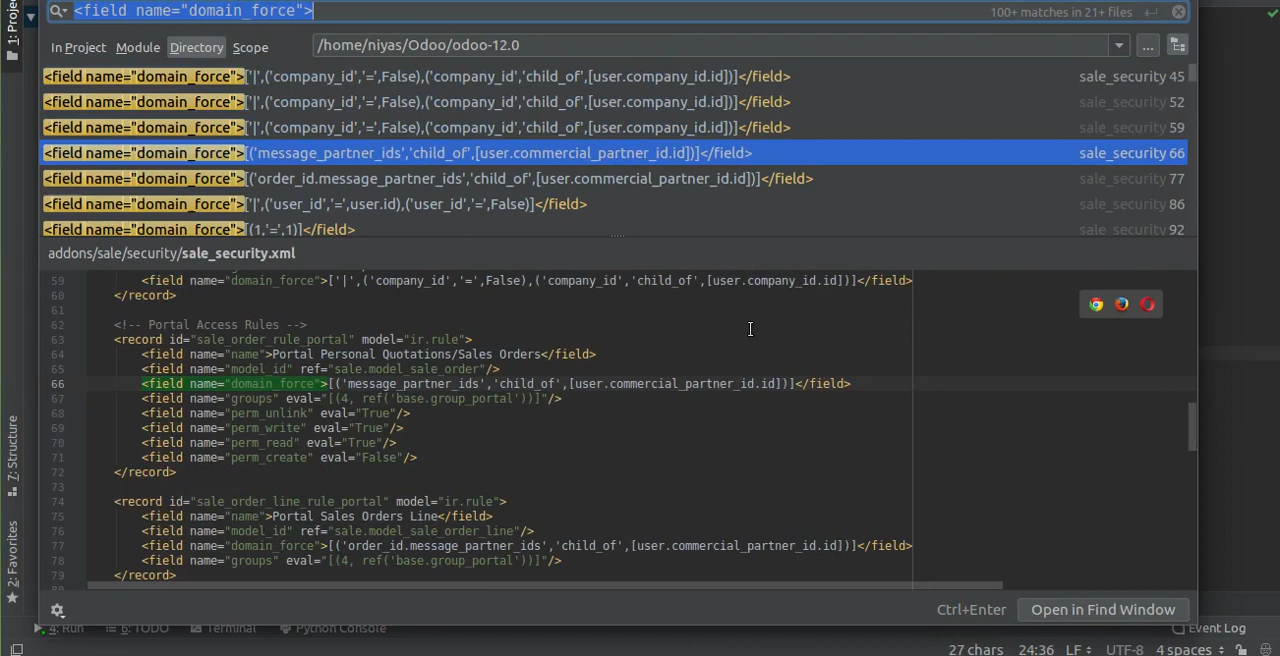 <field name="domain_force">
100+ matches in 21+ files
In Project Module Directory Scope
/home/niyas/Odoo/odoo-12.0
...
<field name="domain_force">['|',('company_id','=',False),('company_id','child_of',[user.company_id.id])]</field> sale_security 45
<field name="domain_force">['|',('company_id','=',False),('company_id','child_of',[user.company_id.id])]</field> sale_security 52
<field name="domain_force">['|',('company_id','=',False),('company_id','child_of',[user.company_id.id])]</field> sale_security 59
<field name="domain_force">[('message_partner_ids','child_of',[user.commercial_partner_id.id])]</field> sale_security 66
<field name="domain_force">[('order_id.message_partner_ids','child_of',[user.commercial_partner_id.id])]</field> sale_security 77
<field name="domain_force">['|',('user_id','=',user.id),('user_id','=',False)]</field> sale_security 86
<field name="domain_force">[(1,'=',1)]</field> sale_security 92
addons/sale/security/sale_security.xml
59 <field name="domain_force">['|',('company_id','=',False),('company_id','child_of',[user.company_id.id])]</field>
60 </record>
61
62 <!-- Portal Access Rules -->
63 <record id="sale_order_rule_portal" model="ir.rule">
64 <field name="name">Portal Personal Quotations/Sales Orders</field>
65 <field name="model_id" ref="sale.model_sale_order"/>
66 <field name="domain_force">[('message_partner_ids','child_of',[user.commercial_partner_id.id])]</field>
67 <field name="groups" eval="[(4, ref('base.group_portal'))]"/>
68 <field name="perm_unlink" eval="True"/>
69 <field name="perm_write" eval="True"/>
70 <field name="perm_read" eval="True"/>
71 <field name="perm_create" eval="False"/>
72 </record>
73
74 <record id="sale_order_line_rule_portal" model="ir.rule">
75 <field name="name">Portal Sales Orders Line</field>
76 <field name="model_id" ref="sale.model_sale_order_line"/>
77 <field name="domain_force">[('order_id.message_partner_ids','child_of',[user.commercial_partner_id.id])]</field>
78 <field name="groups" eval="[(4, ref('base.group_portal'))]"/>
79 </record>
Ctrl+Enter Open in Find Window
1: Project
7: Structure
2: Favorites
4: Run 6: TODO Terminal Python Console Event Log
27 chars 24:36 LF UTF-8 4 spaces